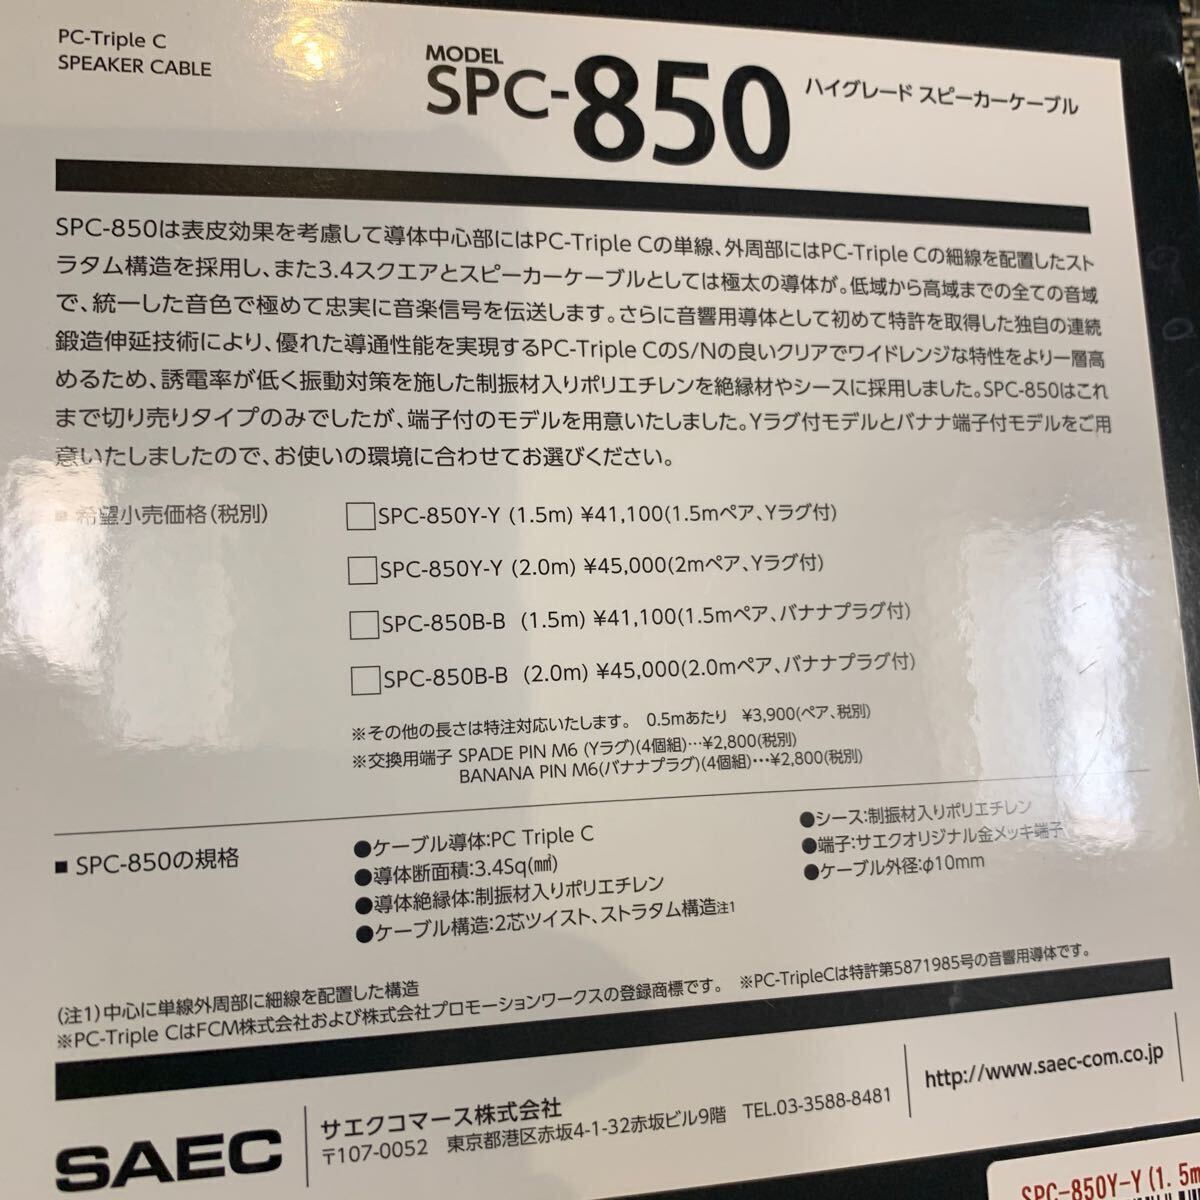 PC-Triple C
SPEAKER CABLE
MODEL
SPC-850
ハイグレード スピーカーケーブル
SPC-850は表皮効果を考慮して導体中心部にはPC-Triple Cの単線、外周部にはPC-Triple Cの細線を配置したスト
ラタム構造を採用し、また3.4スクエアとスピーカーケーブルとしては極太の導体が。低域から高域までの全ての音域
で、統一した音色で極めて忠実に音楽信号を伝送します。さらに音響用導体として初めて特許を取得した独自の連続
鍛造伸延技術により、優れた導通性能を実現するPC-Triple CのS/Nの良いクリアでワイドレンジな特性をより一層高
めるため、誘電率が低く振動対策を施した制振材入りポリエチレンを絶縁材やシースに採用しました。SPC-850はこれ
まで切り売りタイプのみでしたが、端子付のモデルを用意いたしました。Yラグ付モデルとバナナ端子付モデルをご用
意いたしましたので、お使いの環境に合わせてお選びください。
■ 希望小売価格(税別)
□SPC-850Y-Y (1.5m) ¥41,100(1.5mペア、Yラグ付)
□SPC-850Y-Y (2.0m) ¥45,000(2mペア、Yラグ付)
□SPC-850B-B (1.5m) ¥41,100(1.5mペア、バナナプラグ付)
□SPC-850B-B (2.0m) ¥45,000(2.0mペア、バナナプラグ付)
※その他の長さは特注対応いたします。 0.5mあたり ¥3,900(ペア、税別)
※交換用端子 SPADE PIN M6 (Yラグ)(4個組)…¥2,800(税別)
BANANA PIN M6(バナナプラグ)(4個組)…¥2,800(税別)
■ SPC-850の規格
●ケーブル導体:PC Triple C
●導体断面積:3.4Sq(㎟)
●導体絶縁体:制振材入りポリエチレン
●ケーブル構造:2芯ツイスト、ストラタム構造注1
●シース:制振材入りポリエチレン
●端子:サエクオリジナル金メッキ端子
●ケーブル外径:φ10mm
(注1)中心に単線外周部に細線を配置した構造
※PC-Triple CはFCM株式会社および株式会社プロモーションワークスの登録商標です。 ※PC-TripleCは特許第5871985号の音響用導体です。
SAEC
サエクコマース株式会社
〒107-0052 東京都港区赤坂4-1-32赤坂ビル9階 TEL.03-3588-8481
http://www.saec-com.co.jp
SPC-850Y-Y(1.5m